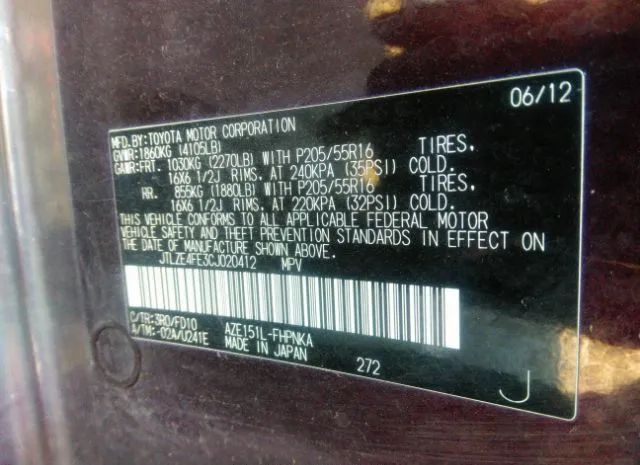 06/12
MFD.BY:TOYOTA MOTOR CORPORATION
GVWR:1860KG (4105LB)
GAWR:FRT. 1030KG (2270LB) WITH P205/55R16 TIRES.
16X6 1/2J RIMS. AT 240KPA (35PSI) COLD.
RR. 855KG (1880LB) WITH P205/55R16 TIRES.
16X6 1/2J RIMS. AT 220KPA (32PSI) COLD.
THIS VEHICLE CONFORMS TO ALL APPLICABLE FEDERAL MOTOR
VEHICLE SAFETY AND THEFT PREVENTION STANDARDS IN EFFECT ON
THE DATE OF MANUFACTURE SHOWN ABOVE.
JTLZE4FE3CJ020412 MPV
C/TR:3R0/FD10 AZE151L-FHPNKA
A/TM:-02A/U241E MADE IN JAPAN 272
J